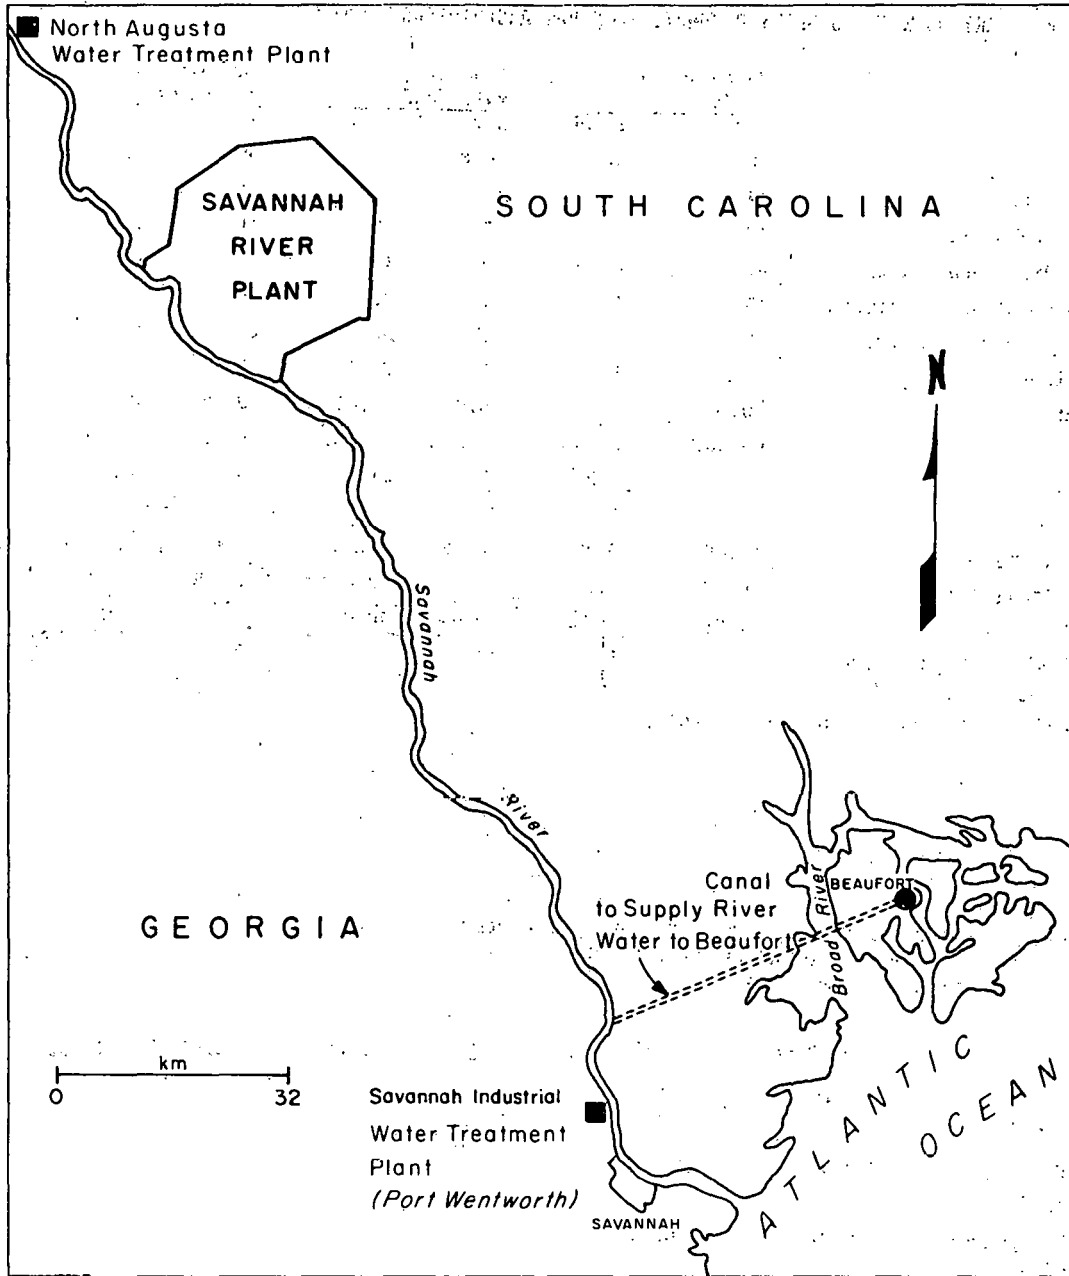 North Augusta
Water Treatment Plant
SAVANNAH
RIVER
PLANT
SOUTH CAROLINA
N
Savannah
River
Canal
to Supply River
Water to Beaufort
BEAUFORT
Broad River
GEORGIA
km
0 32
Savannah Industrial
Water Treatment
Plant
(Port Wentworth)
SAVANNAH
ATLANTIC
OCEAN